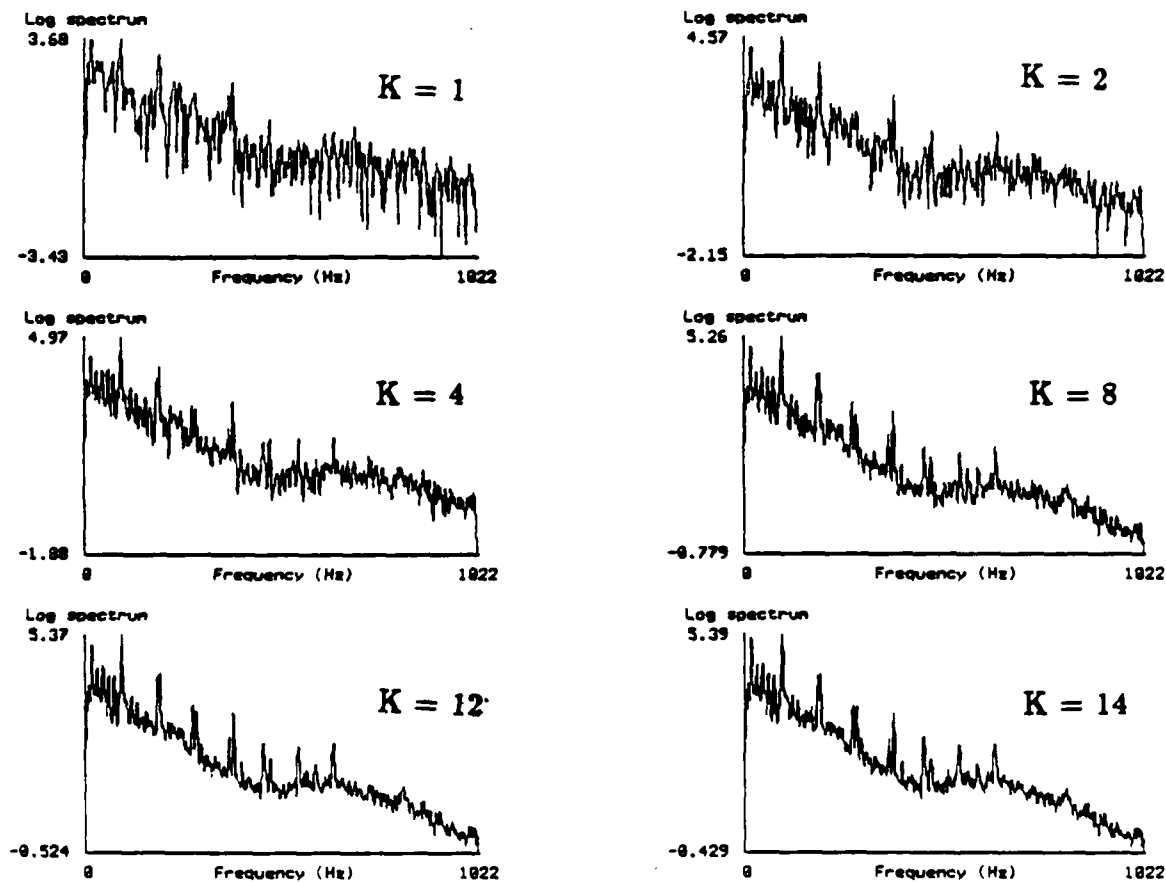 Log spectrum
3.68
K = 1
-3.43
0 Frequency (Hz) 1022
Log spectrum
4.57
K = 2
-2.15
0 Frequency (Hz) 1022
Log spectrum
4.97
K = 4
-1.08
0 Frequency (Hz) 1022
Log spectrum
5.26
K = 8
-0.779
0 Frequency (Hz) 1022
Log spectrum
5.37
K = 12
-0.524
0 Frequency (Hz) 1022
Log spectrum
5.39
K = 14
-0.429
0 Frequency (Hz) 1022